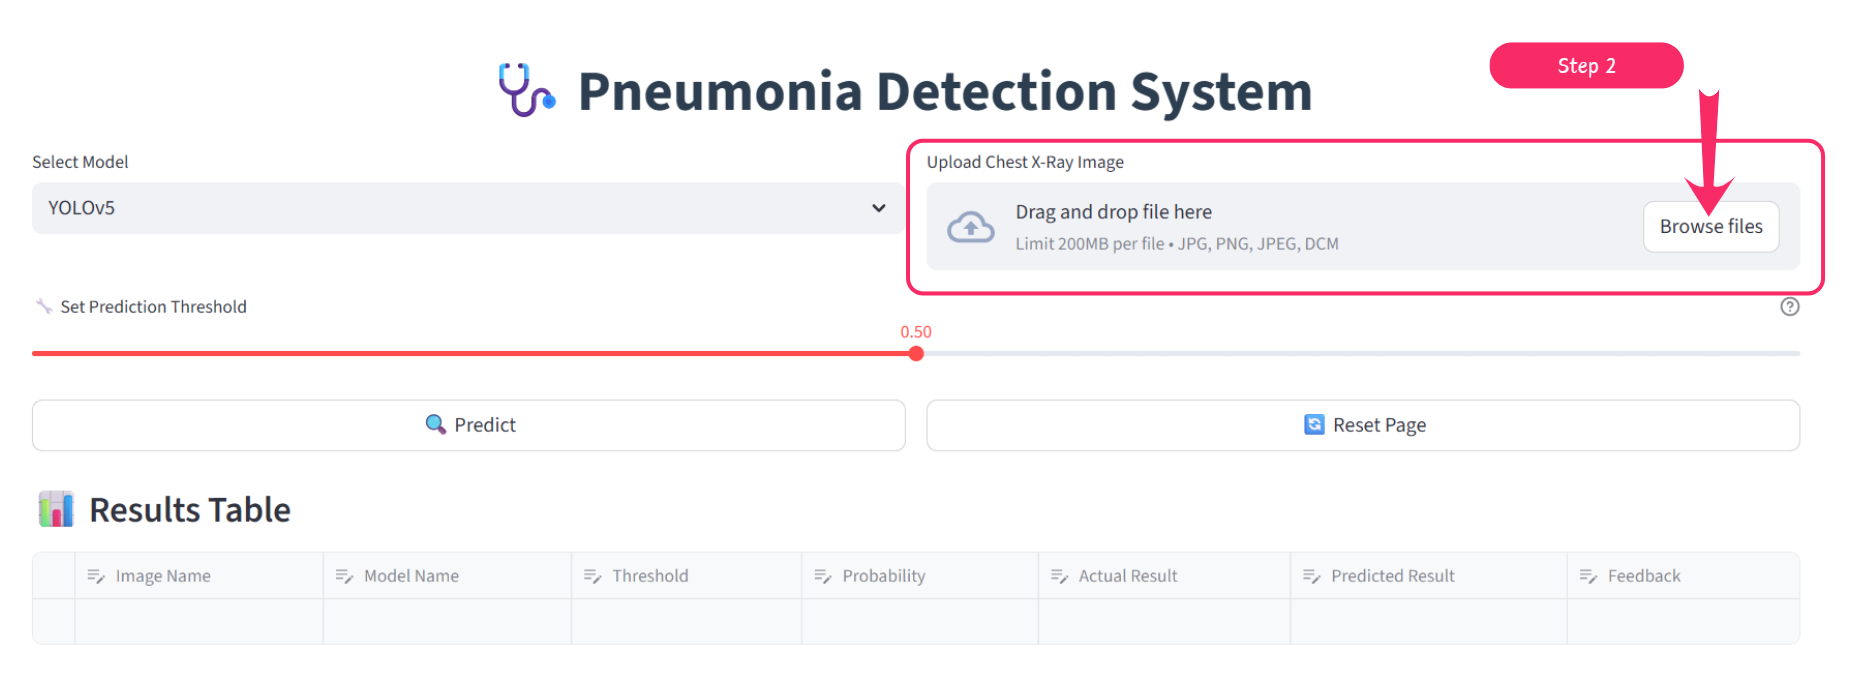 Step 2
Pneumonia Detection System
Select Model
YOLOv5
Upload Chest X-Ray Image
Drag and drop file here
Limit 200MB per file • JPG, PNG, JPEG, DCM
Browse files
Set Prediction Threshold
0.50
Predict
Reset Page
Results Table
Image Name Model Name Threshold Probability Actual Result Predicted Result Feedback